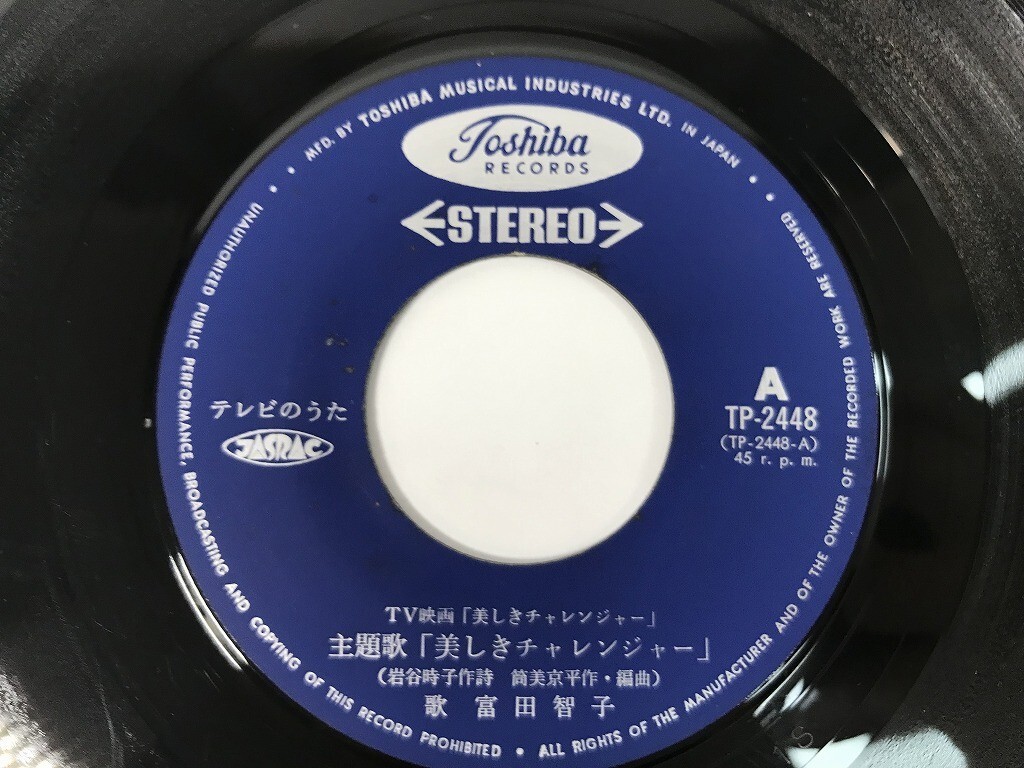 MFD. BY TOSHIBA MUSICAL INDUSTRIES LTD. IN JAPAN
Toshiba
RECORDS
STEREO
テレビのうた
JASRAC
A
TP-2448
(TP-2448-A)
45 r. p. m.
TV映画「美しきチャレンジャー」
主題歌「美しきチャレンジャー」
(岩谷時子作詩 筒美京平作・編曲)
歌 富田智子
UNAUTHORIZED PUBLIC PERFORMANCE, BROADCASTING AND COPYING OF THIS RECORD PROHIBITED • ALL RIGHTS OF THE MANUFACTURER AND OF THE OWNER OF THE RECORDED WORK ARE RESERVED